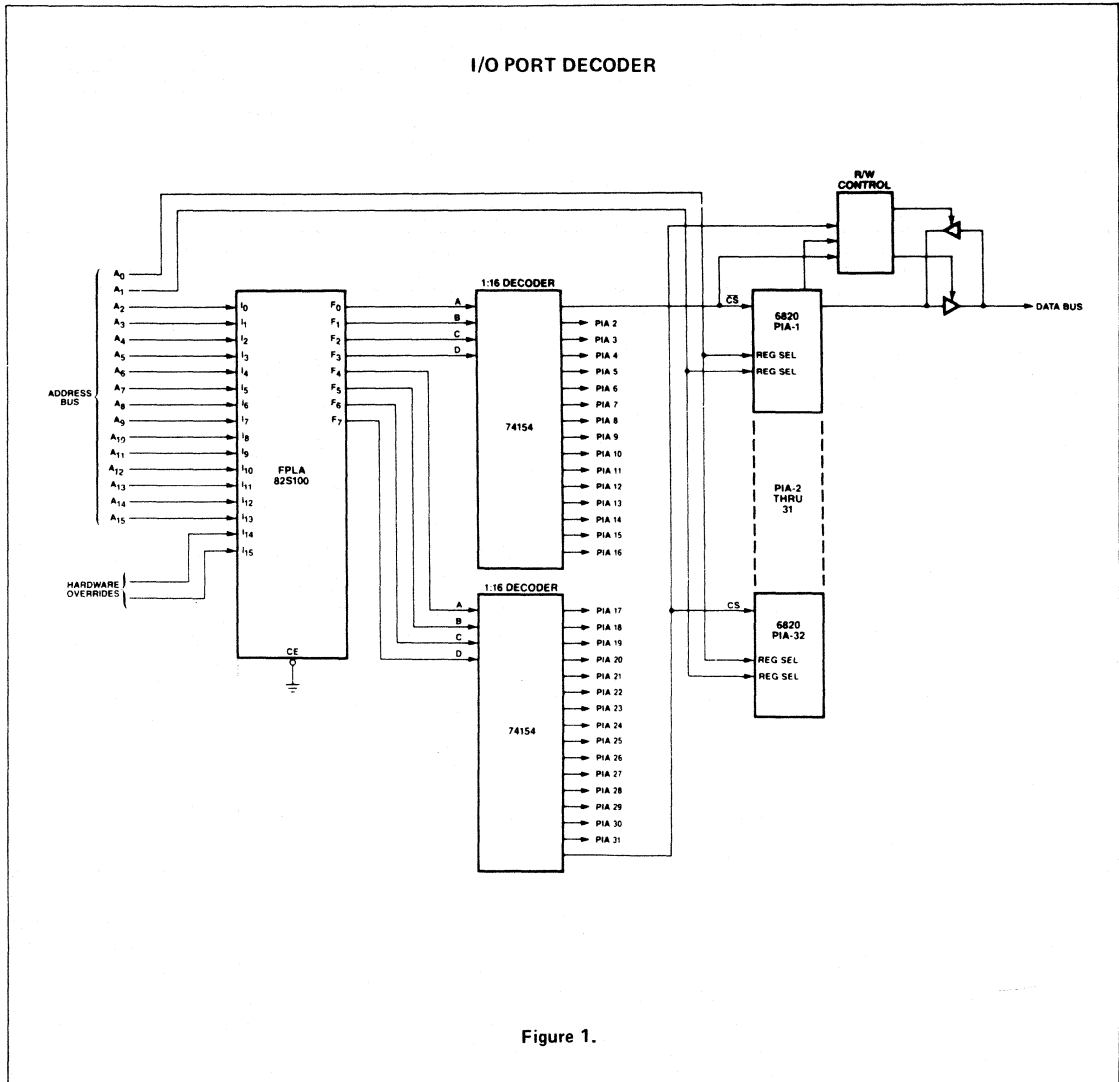 I/O PORT DECODER
R/W
CONTROL
ADDRESS
BUS
A0
A1
A2
A3
A4
A5
A6
A7
A8
A9
A10
A11
A12
A13
A14
A15
HARDWARE
OVERRIDES
I0
I1
I2
I3
I4
I5
I6
I7
I8
I9
I10
I11
I12
I13
I14
I15
FPLA
82S100
CE
F0
F1
F2
F3
F4
F5
F6
F7
1:16 DECODER
A
B
C
D
74154
PIA 2
PIA 3
PIA 4
PIA 5
PIA 6
PIA 7
PIA 8
PIA 9
PIA 10
PIA 11
PIA 12
PIA 13
PIA 14
PIA 15
PIA 16
1:16 DECODER
A
B
C
D
74154
PIA 17
PIA 18
PIA 19
PIA 20
PIA 21
PIA 22
PIA 23
PIA 24
PIA 25
PIA 26
PIA 27
PIA 28
PIA 29
PIA 30
PIA 31
C̅S̅
6820
PIA-1
REG SEL
REG SEL
DATA BUS
PIA-2
THRU
31
CS
6820
PIA-32
REG SEL
REG SEL
Figure 1.